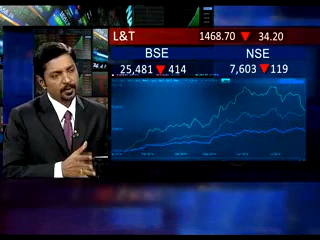 L&T 1468.70 ▼ 34.20
BSE NSE
25,481 ▼ 414 7,603 ▼ 119